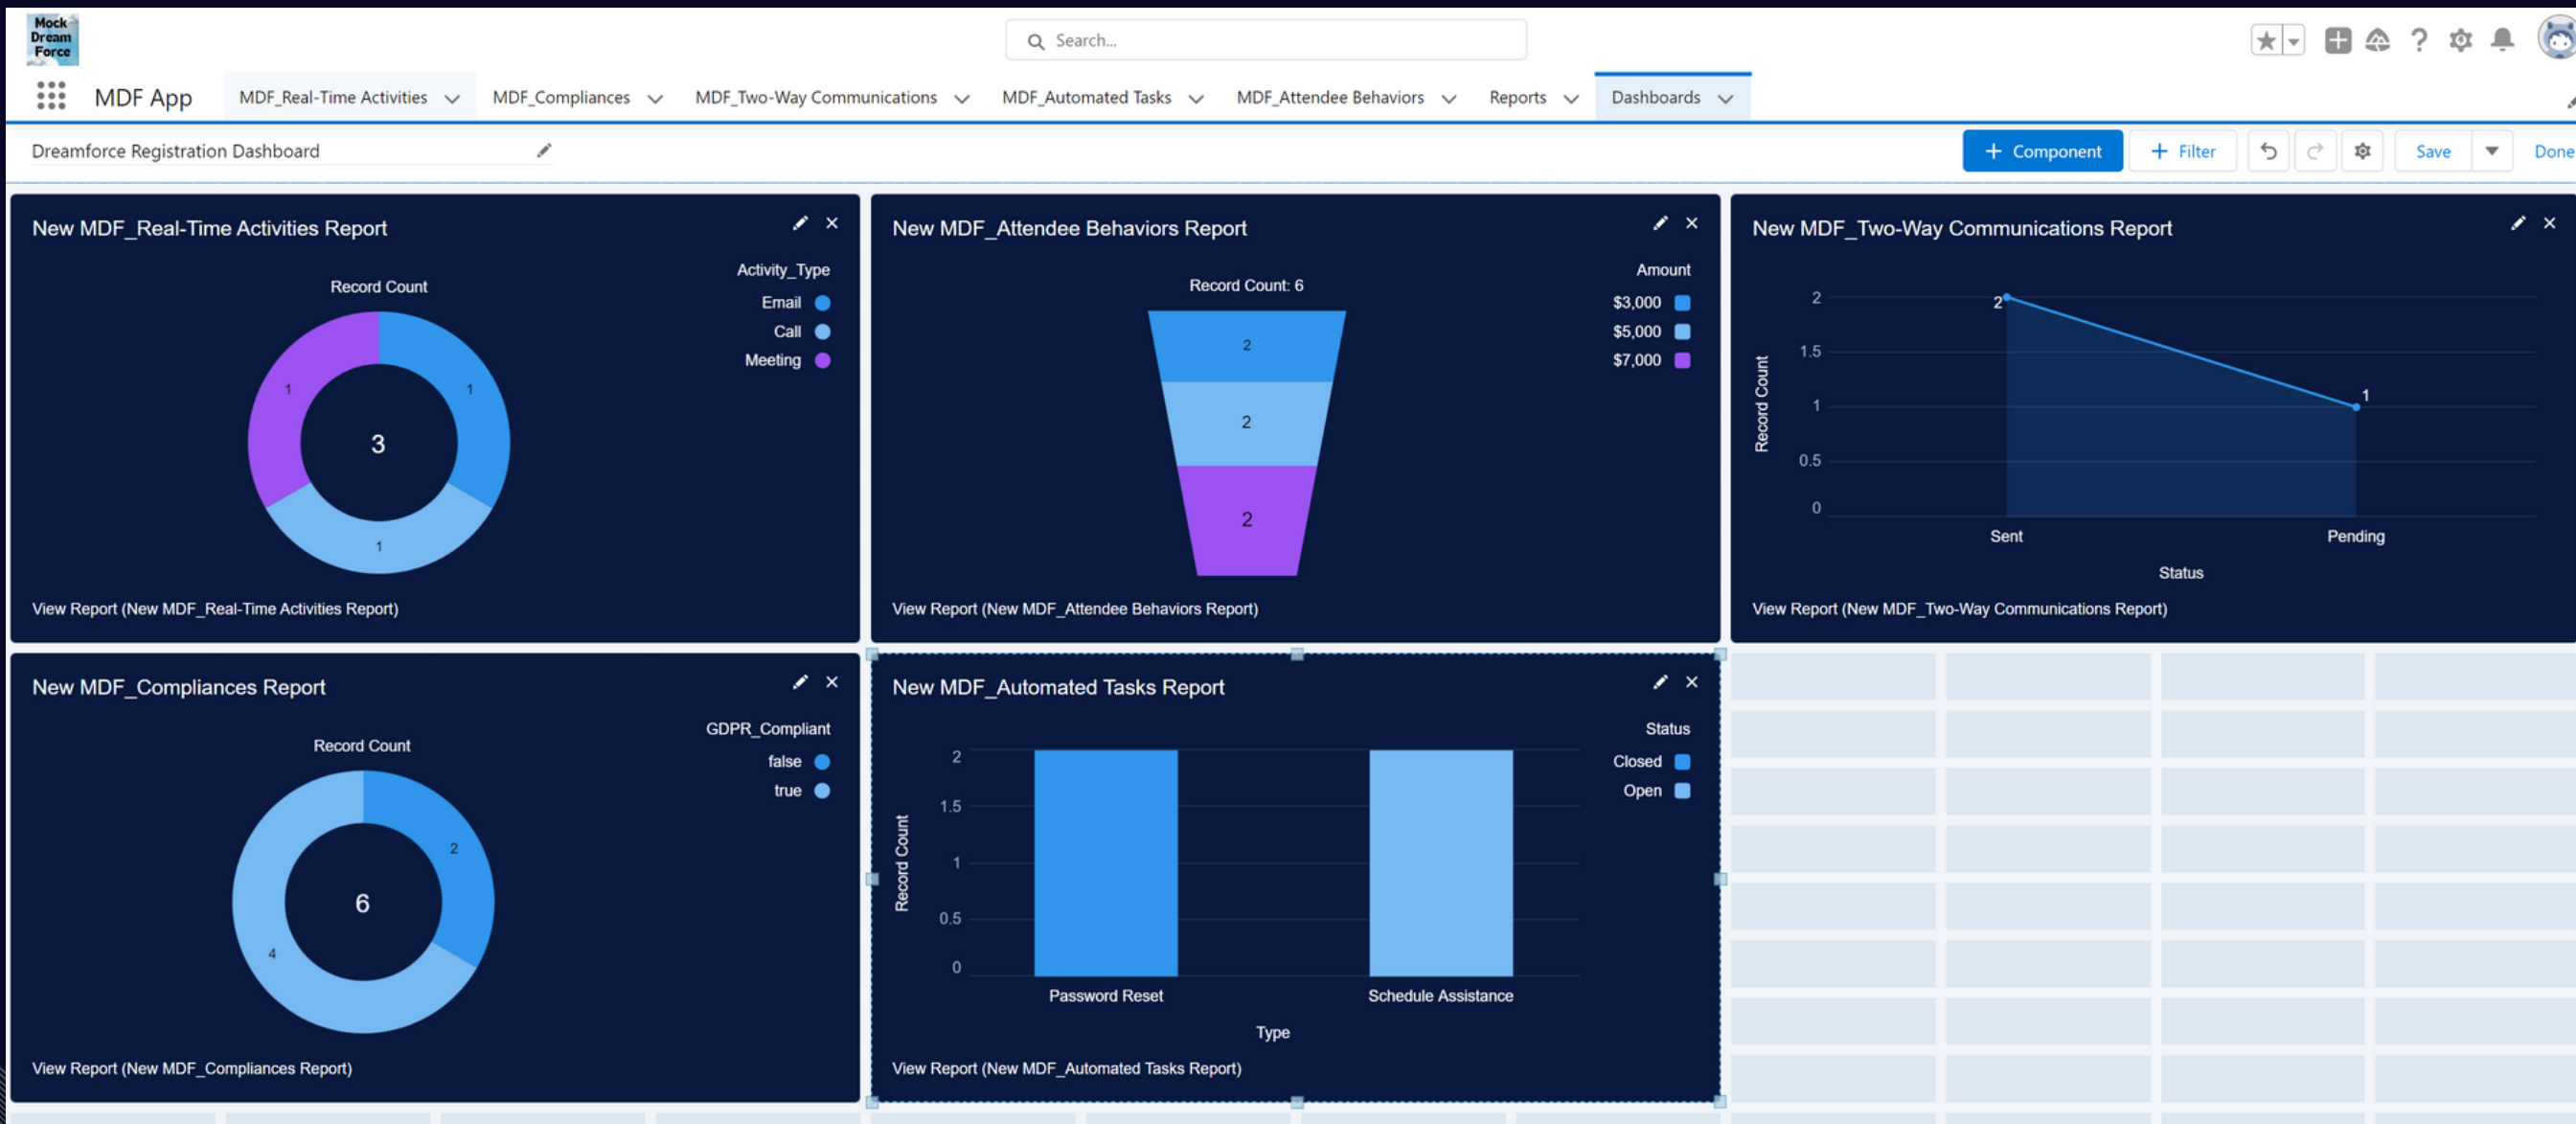 Mock
Dream
Force
Search...
MDF App
MDF_Real-Time Activities
MDF_Compliances
MDF_Two-Way Communications
MDF_Automated Tasks
MDF_Attendee Behaviors
Reports
Dashboards
Dreamforce Registration Dashboard
+ Component
+ Filter
Save
Done
New MDF_Real-Time Activities Report
Record Count
Activity_Type
Email
Call
Meeting
1
1
3
1
View Report (New MDF_Real-Time Activities Report)
New MDF_Attendee Behaviors Report
Record Count: 6
Amount
$3,000
$5,000
$7,000
2
2
2
View Report (New MDF_Attendee Behaviors Report)
New MDF_Two-Way Communications Report
Record Count
2
1.5
1
0.5
0
2
1
Sent
Pending
Status
View Report (New MDF_Two-Way Communications Report)
New MDF_Compliances Report
Record Count
GDPR_Compliant
false
true
2
6
4
View Report (New MDF_Compliances Report)
New MDF_Automated Tasks Report
Status
Closed
Open
Record Count
2
1.5
1
0.5
0
Password Reset
Schedule Assistance
Type
View Report (New MDF_Automated Tasks Report)